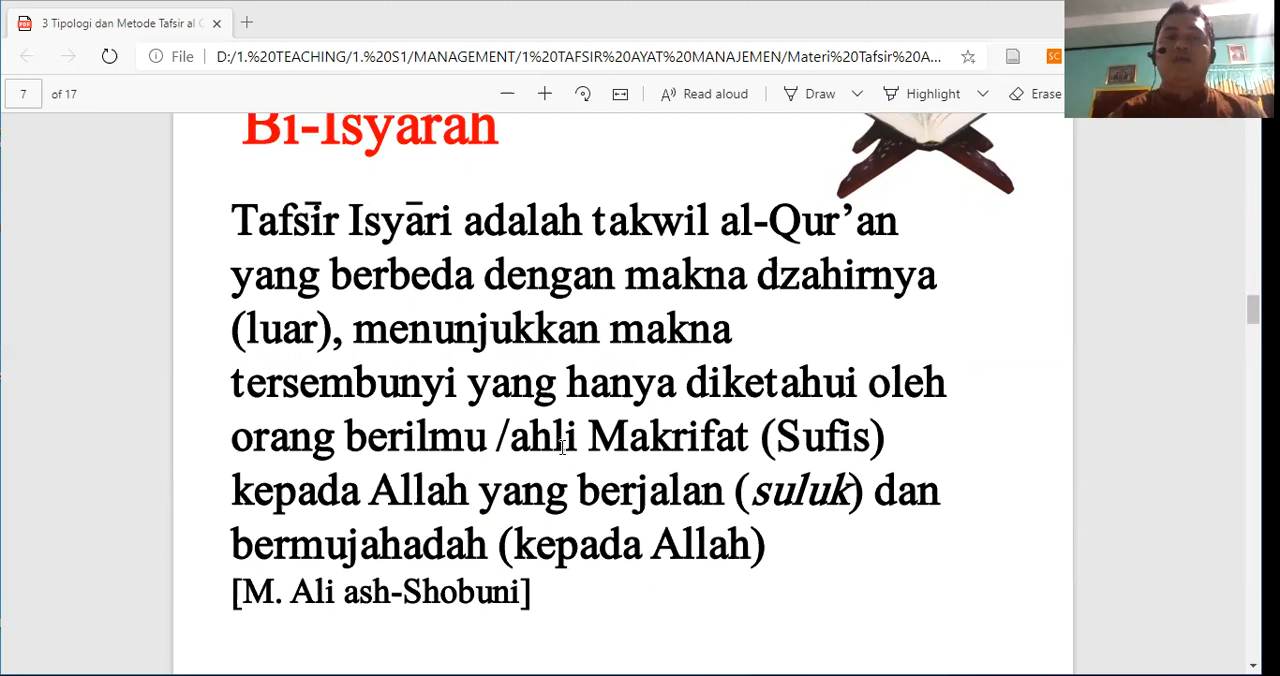 3 Tipologi dan Metode Tafsir al
File D:/1.%20TEACHING/1.%20S1/MANAGEMENT/1%20TAFSIR%20AYAT%20MANAJEMEN/Materi%20Tafsir%20A...
7 of 17 Read aloud Draw Highlight Erase
Bi-Isyarah
Tafsīr Isyāri adalah takwil al-Qur’an
yang berbeda dengan makna dzahirnya
(luar), menunjukkan makna
tersembunyi yang hanya diketahui oleh
orang berilmu /ahli Makrifat (Sufis)
kepada Allah yang berjalan (suluk) dan
bermujahadah (kepada Allah)
[M. Ali ash-Shobuni]